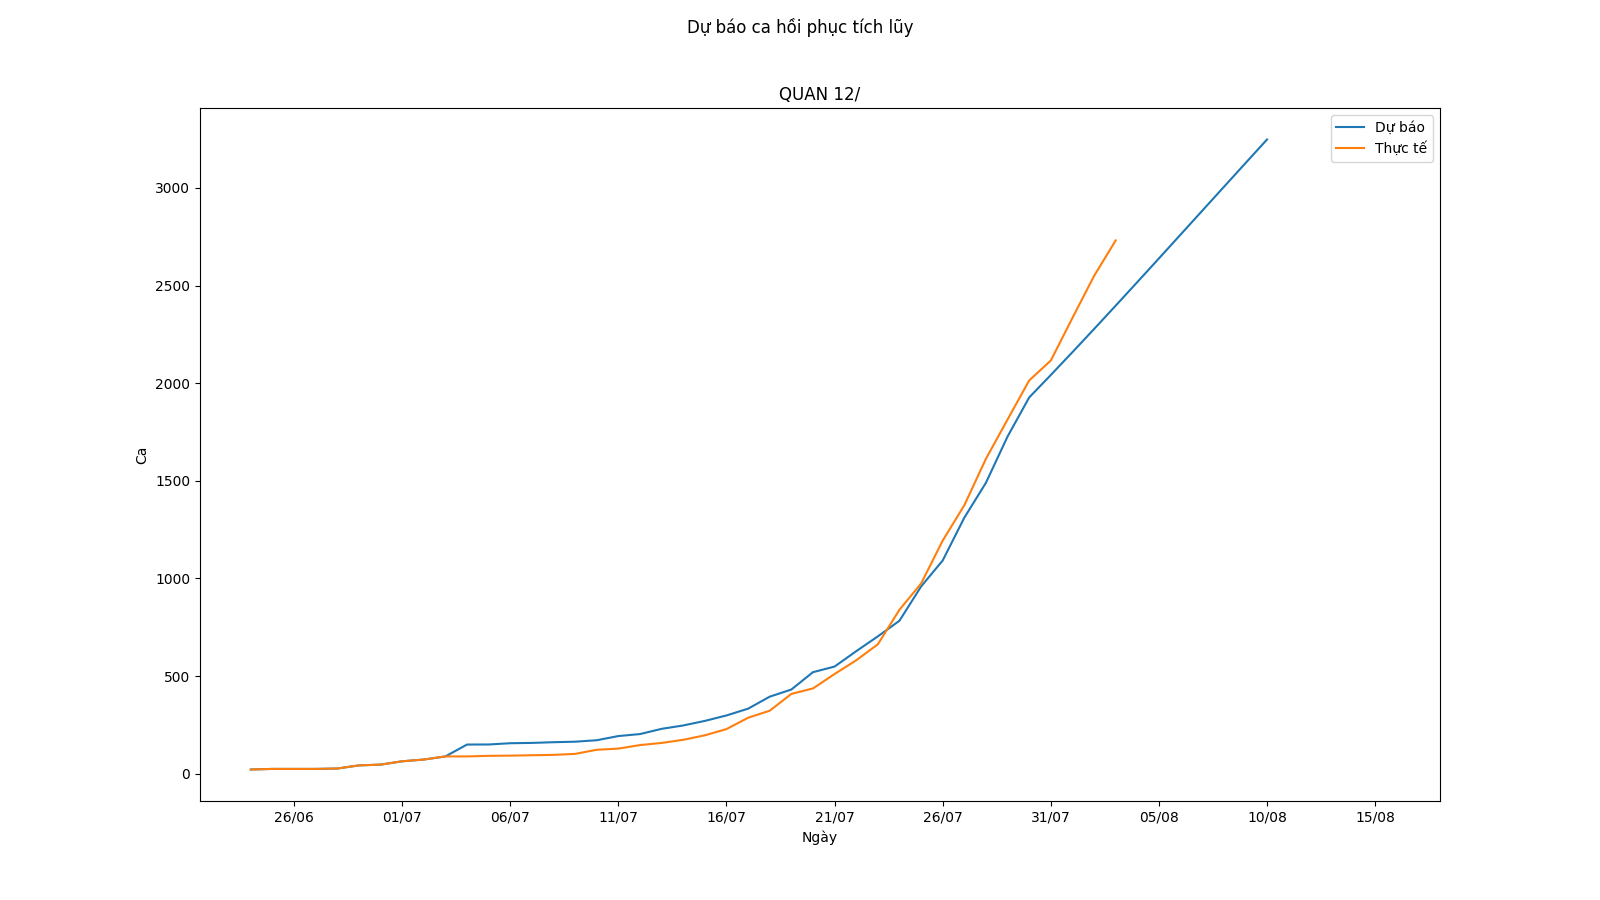 Dự báo ca hồi phục tích lũy
QUAN 12/
Dự báo
Thực tế
3000
2500
2000
1500
1000
500
0
Ca
26/06 01/07 06/07 11/07 16/07 21/07 26/07 31/07 05/08 10/08 15/08
Ngày